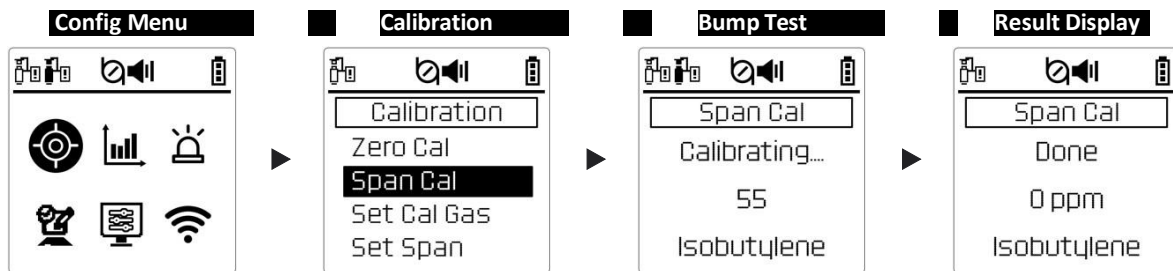 Config Menu
Calibration
Bump Test
Result Display
Calibration
Zero Cal
Span Cal
Set Cal Gas
Set Span
Span Cal
Calibrating....
55
Isobutylene
Span Cal
Done
0 ppm
Isobutylene